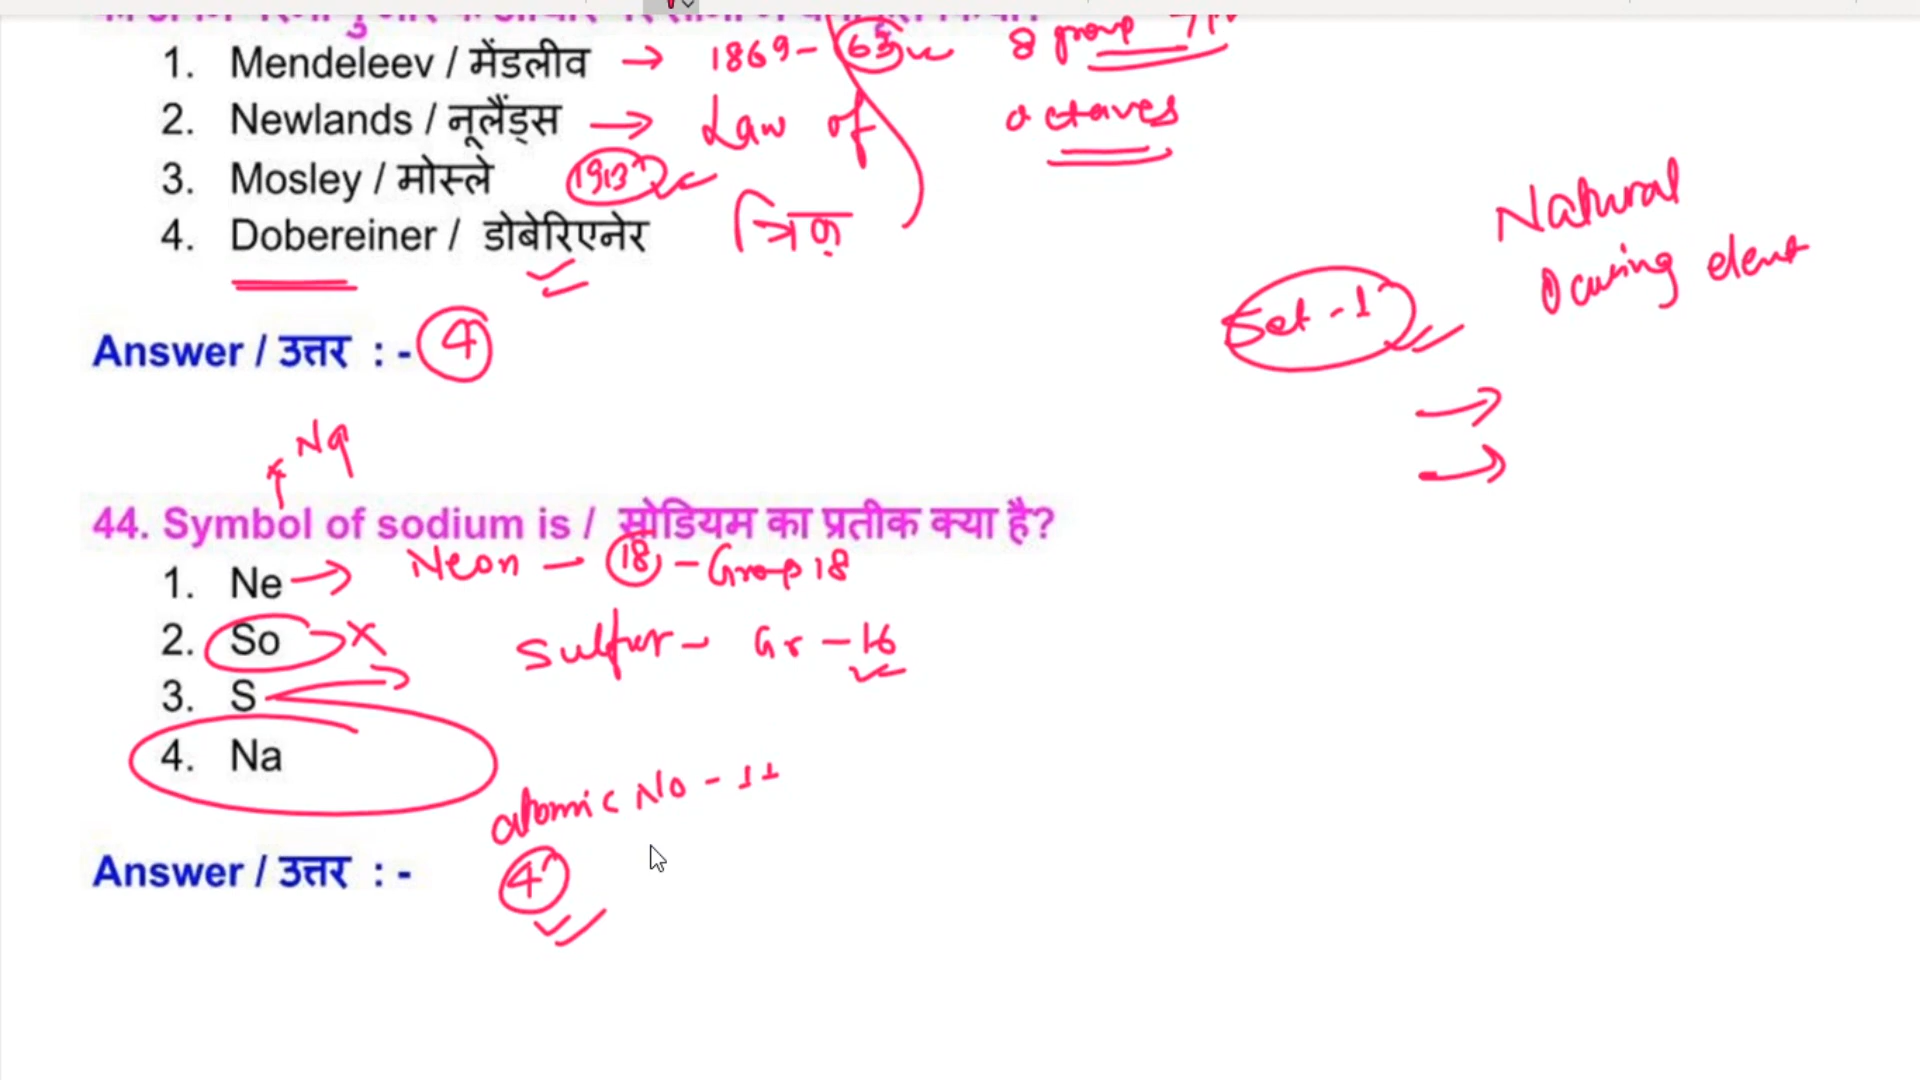 1. Mendeleev / मेंडलीव → 1869 - 63 8 group
2. Newlands / नूलैंड्स → Law of octaves
3. Mosley / मोस्ले 1913
4. Dobereiner / डोबेरिएनेर त्रिक
Natural
Ocuring
Set - 1
Answer / उत्तर : - 4
Na
44. Symbol of sodium is / सोडियम का प्रतीक क्या है?
1. Ne → Neon - 18 - Group 18
2. So x Sulfur - Gr - 16
3. S
4. Na
atomic No - 11
Answer / उत्तर : - 4